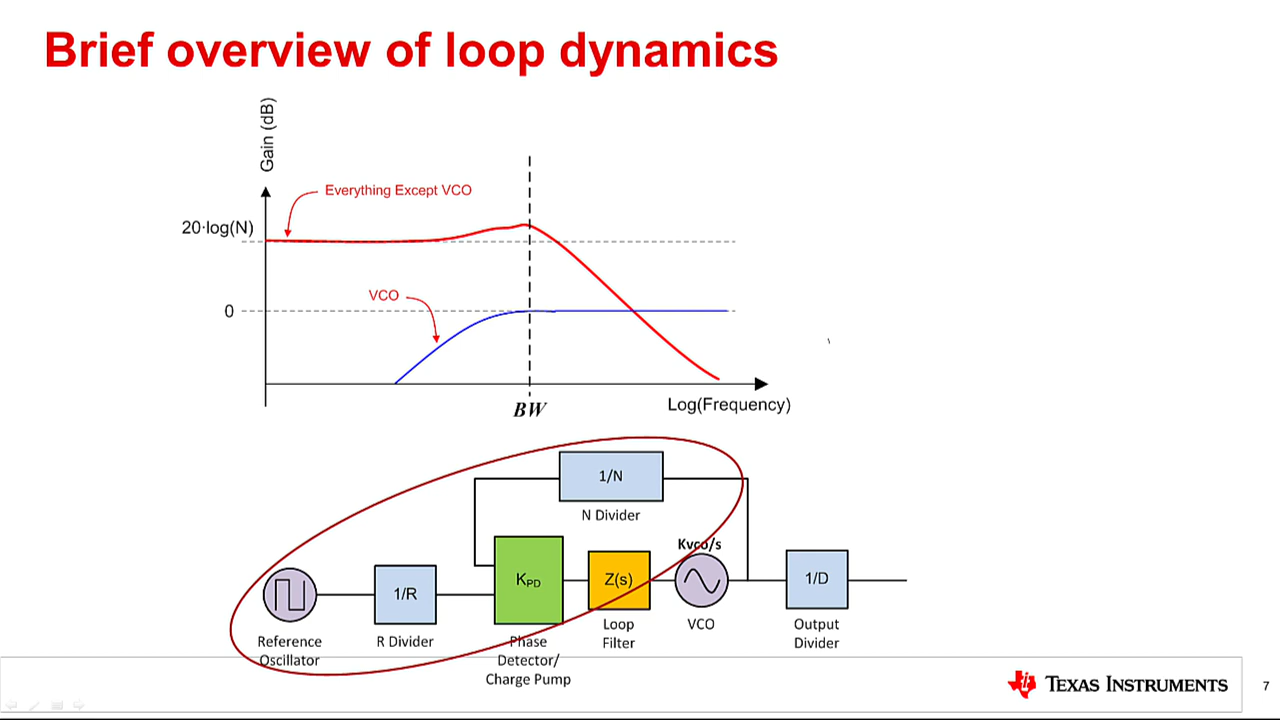 Brief overview of loop dynamics
Gain (dB)
Everything Except VCO
20·log(N)
VCO
0
BW
Log(Frequency)
1/N
N Divider
Kvco/s
KPD
Z(s)
1/D
1/R
Loop
Filter
VCO
Output
Divider
Reference
Oscillator
R Divider
Phase
Detector/
Charge Pump
TEXAS INSTRUMENTS
7